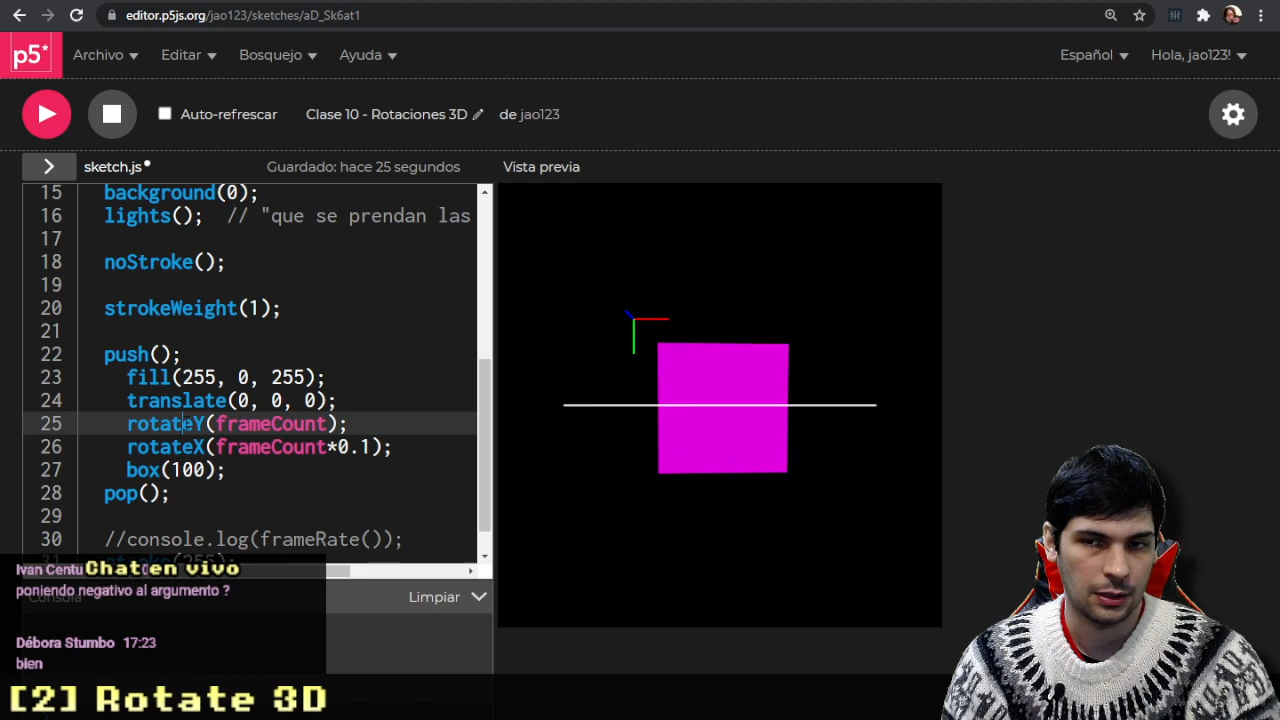 editor.p5js.org/jao123/sketches/aD_Sk6at1
p5* Archivo Editar Bosquejo Ayuda Español Hola, jao123!
Auto-refrescar Clase 10 - Rotaciones 3D de jao123
sketch.js Guardado: hace 25 segundos Vista previa
15 background(0);
16 lights(); // "que se prendan las
17
18 noStroke();
19
20 strokeWeight(1);
21
22 push();
23 fill(255, 0, 255);
24 translate(0, 0, 0);
25 rotateY(frameCount);
26 rotateX(frameCount*0.1);
27 box(100);
28 pop();
29
30 //console.log(frameRate());
Ivan Centu
Chat en vivo
poniendo negativo al argumento ?
Consola Limpiar
Débora Stumbo 17:23
bien
[2] Rotate 3D